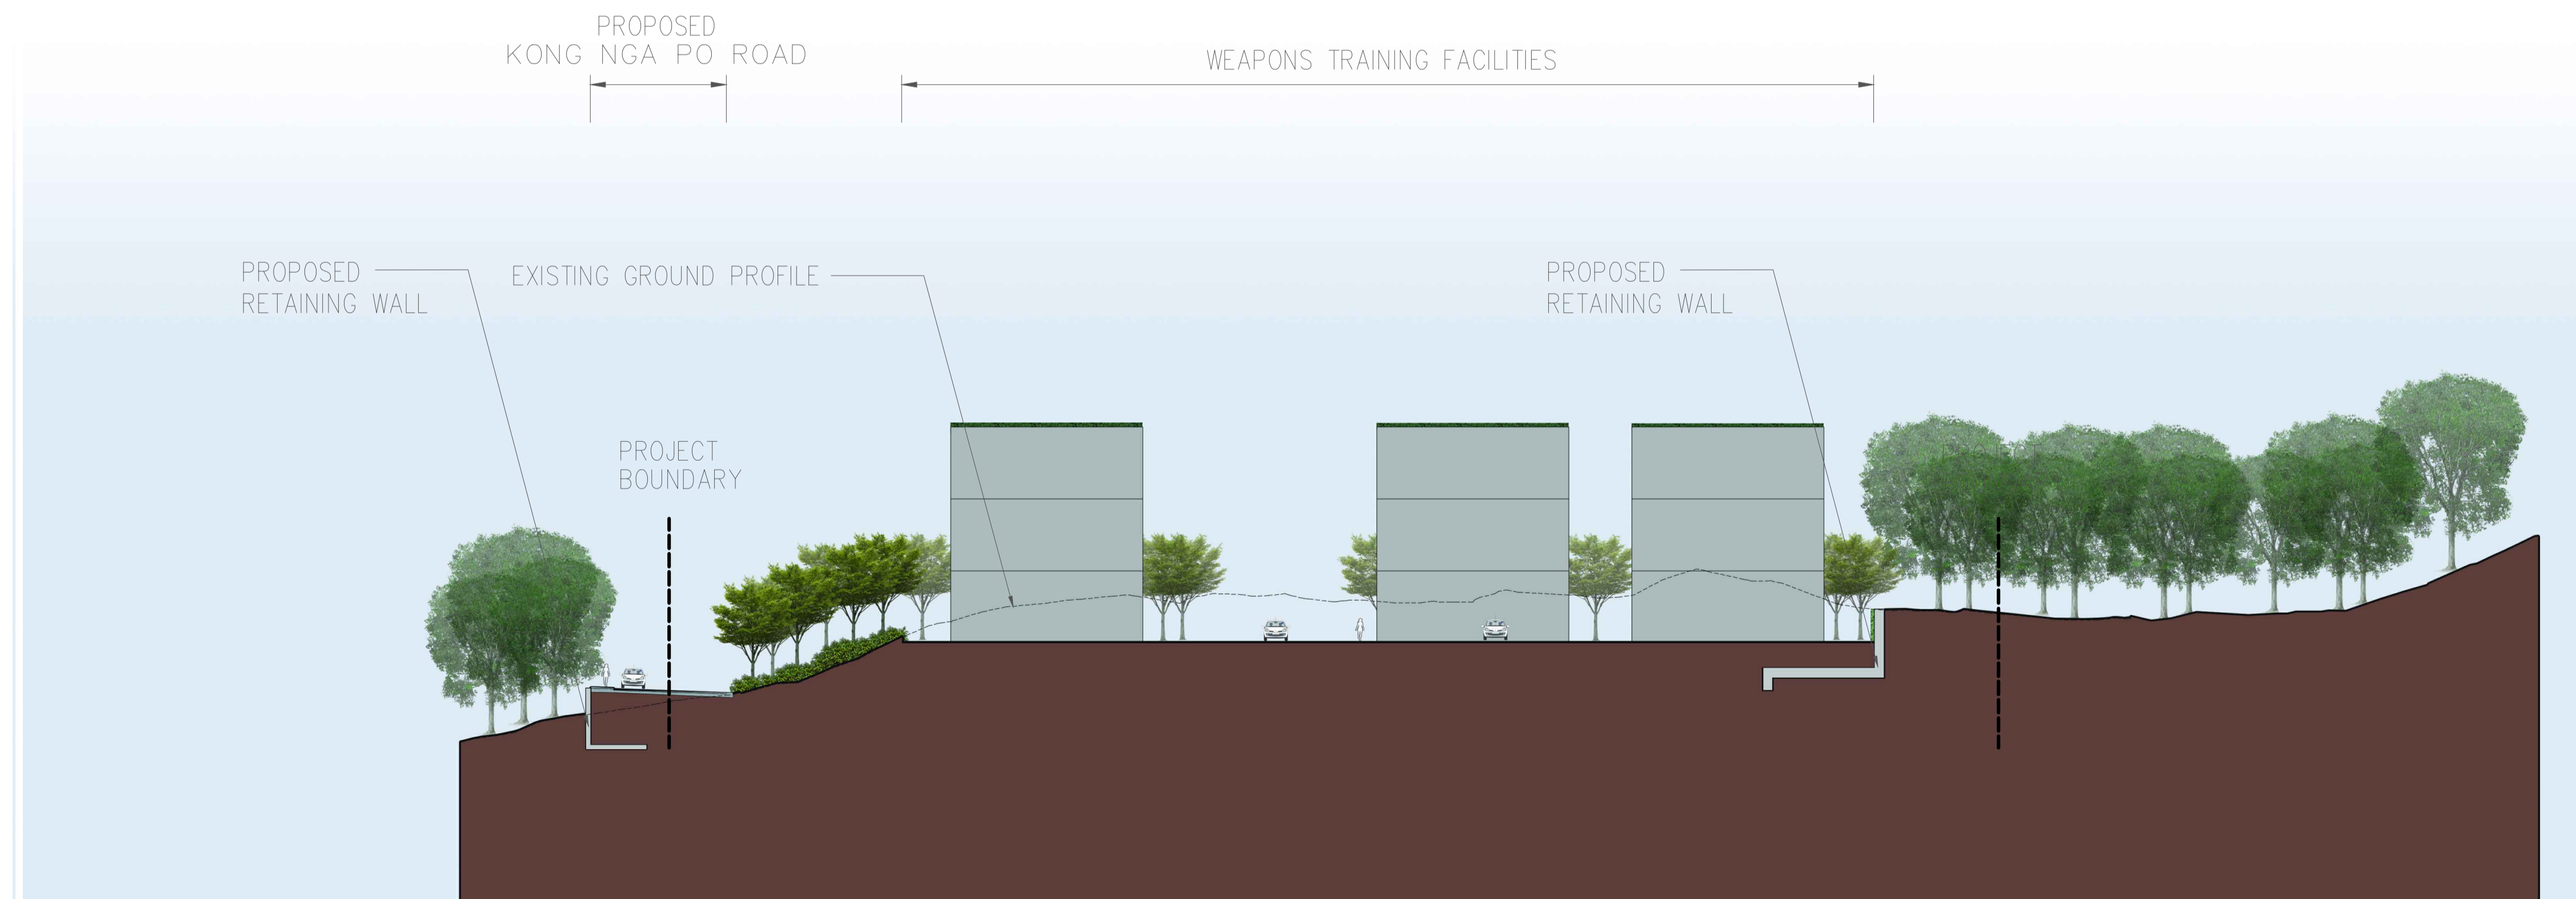 PROPOSED
KONG NGA PO ROAD
WEAPONS TRAINING FACILITIES
PROPOSED
RETAINING WALL
EXISTING GROUND PROFILE
PROPOSED
RETAINING WALL
PROJECT
BOUNDARY